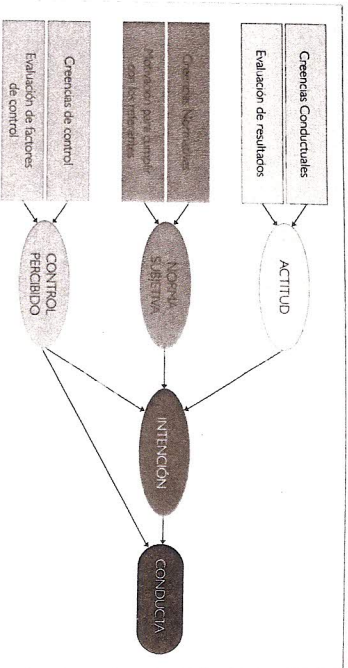 Creencias Conductuales
Evaluación de resultados
Creencias Normativas
Motivación para cumplir
con los referentes
Creencias de control
Evaluación de factores
de control
ACTITUD
NORMA
SUBJETIVA
CONTROL
PERCIBIDO
INTENCIÓN
CONDUCTA